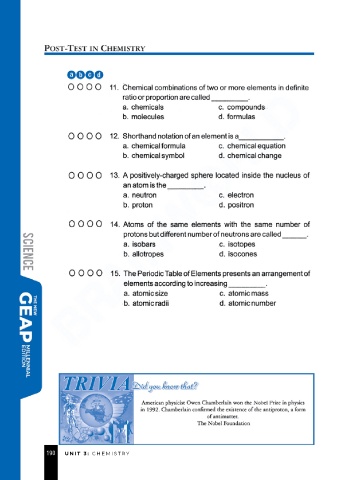 POST-TEST IN CHEMISTRY
a b c d
11. Chemical combinations of two or more elements in definite
ratio or proportion are called __________.
a. chemicals c. compounds
b. molecules d. formulas
12. Shorthand notation of an element is a____________.
a. chemical formula c. chemical equation
b. chemical symbol d. chemical change
13. A positively-charged sphere located inside the nucleus of
an atom is the __________.
a. neutron c. electron
b. proton d. positron
14. Atoms of the same elements with the same number of
protons but different number of neutrons are called _______.
a. isobars c. isotopes
b. allotropes d. isocones
15. The Periodic Table of Elements presents an arrangement of
elements according to increasing __________.
a. atomic size c. atomic mass
b. atomic radii d. atomic number
SCIENCE
THE NEW
GEAP
MILLENNIAL
EDITION
TRIVIA Did you know that?
American physicist Owen Chamberlain won the Nobel Prize in physics
in 1992. Chamberlain confirmed the existence of the antiproton, a form
of antimatter.
The Nobel Foundation
190 UNIT 3: CHEMISTRY